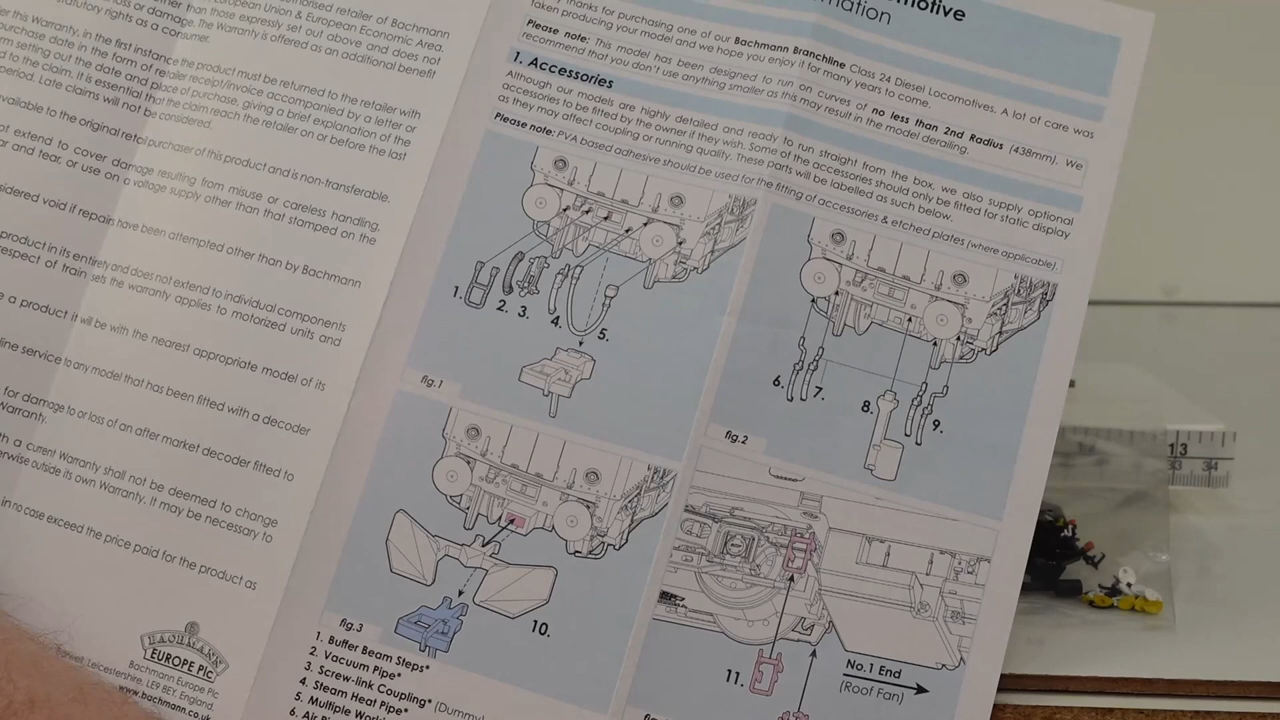 authorised retailer of Bachmann
European Union & European Economic Area.
than those expressly set out above and does not
loss or damage. The Warranty is offered as an additional benefit
statutory rights as a consumer.
this Warranty, in the first instance the product must be returned to the retailer with
purchase date in the form of retailer receipt/invoice accompanied by a letter or
setting out the date and place of purchase, giving a brief explanation of the
to the claim. It is essential that the claim reach the retailer on or before the last
period. Late claims will not be considered.
available to the original retail purchaser of this product and is non-transferable.
not extend to cover damage resulting from misuse or careless handling,
and tear, or use on a voltage supply other than that stamped on the
considered void if repair have been attempted other than by Bachmann
product in its entirety and does not extend to individual components
respect of train sets the warranty applies to motorized units and
a product it will be with the nearest appropriate model of its
service to any model that has been fitted with a decoder
for damage to or loss of an after market decoder fitted to
Warranty.
a current Warranty shall not be deemed to change
outside its own Warranty. It may be necessary to
in no case exceed the price paid for the product as
BACHMANN
EUROPE PLC
Bachmann Europe Plc
Leicestershire, LE9 8EY, England.
www.bachmann.co.uk
thanks for purchasing one of our Bachmann Branchline Class 24 Diesel Locomotives. A lot of care was
taken producing your model and we hope you enjoy it for many years to come.
Please note: This model has been designed to run on curves of no less than 2nd Radius (438mm). We
recommend that you don't use anything smaller as this may result in the model derailing.
1. Accessories
Although our models are highly detailed and ready to run straight from the box, we also supply optional
accessories to be fitted by the owner if they wish. Some of the accessories should only be fitted for static display
as they may affect coupling or running quality. These parts will be labelled as such below.
Please note: PVA based adhesive should be used for the fitting of accessories & etched plates (where applicable).
1.
2.
3.
4.
5.
fig.1
6.
7.
8.
9.
fig.2
10.
fig.3
11.
No.1 End
(Roof Fan)
1. Buffer Beam Steps*
2. Vacuum Pipe*
3. Screw-link Coupling* (Dummy)
4. Steam Heat Pipe*
5. Multiple
6.
13
33 34